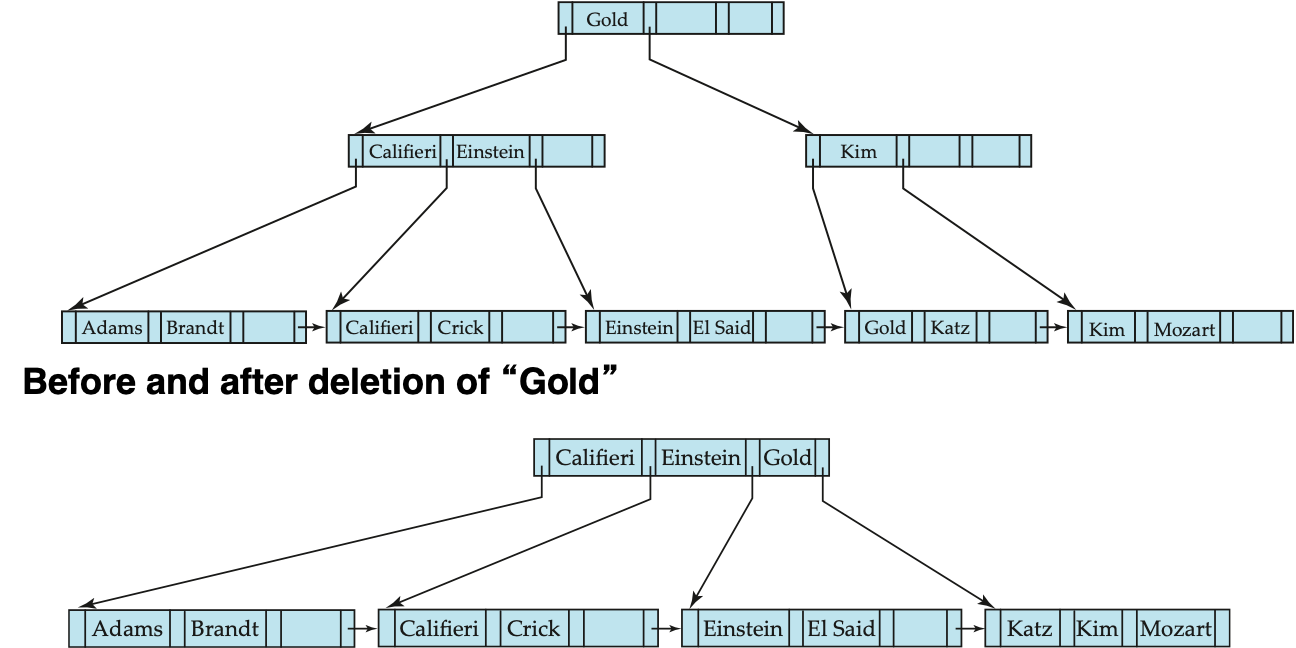 Gold
Califieri Einstein Kim
Adams Brandt Califieri Crick Einstein El Said Gold Katz Kim Mozart
Before and after deletion of “Gold”
Califieri Einstein Gold
Adams Brandt Califieri Crick Einstein El Said Katz Kim Mozart